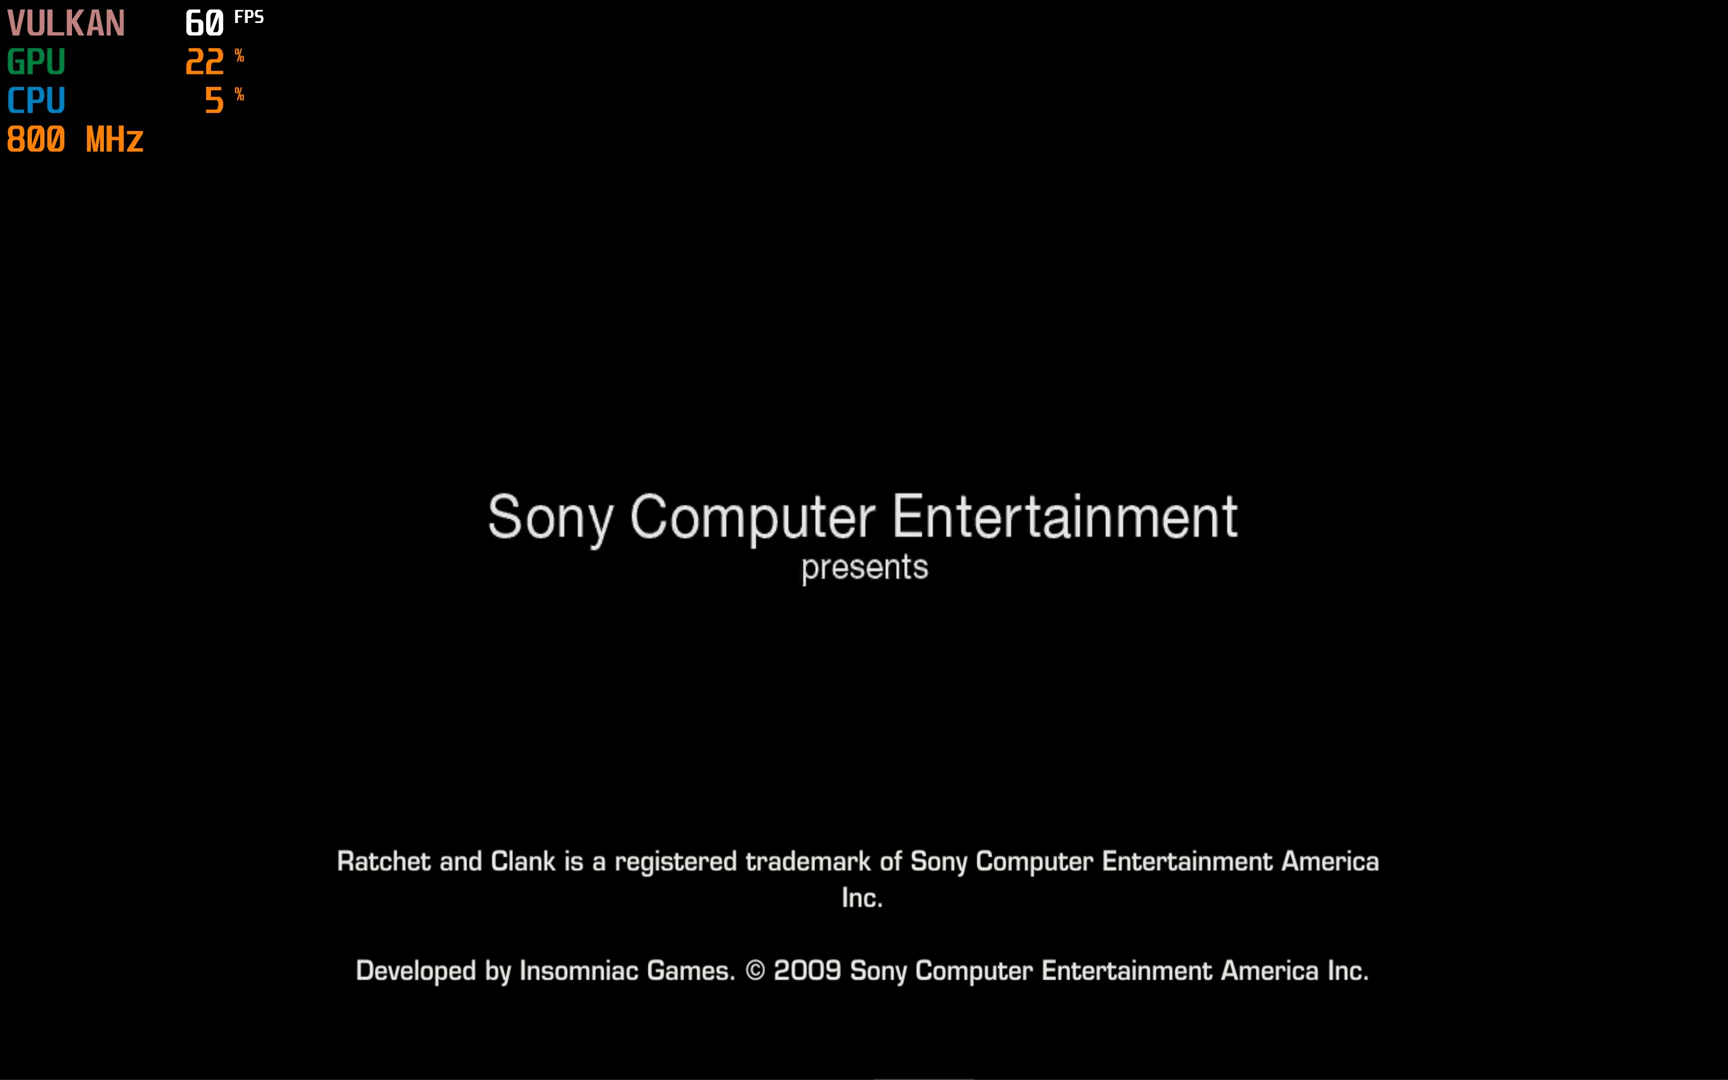 VULKAN 60 FPS
GPU 22 %
CPU 5 %
800 MHz
Sony Computer Entertainment
presents
Ratchet and Clank is a registered trademark of Sony Computer Entertainment America
Inc.
Developed by Insomniac Games. © 2009 Sony Computer Entertainment America Inc.